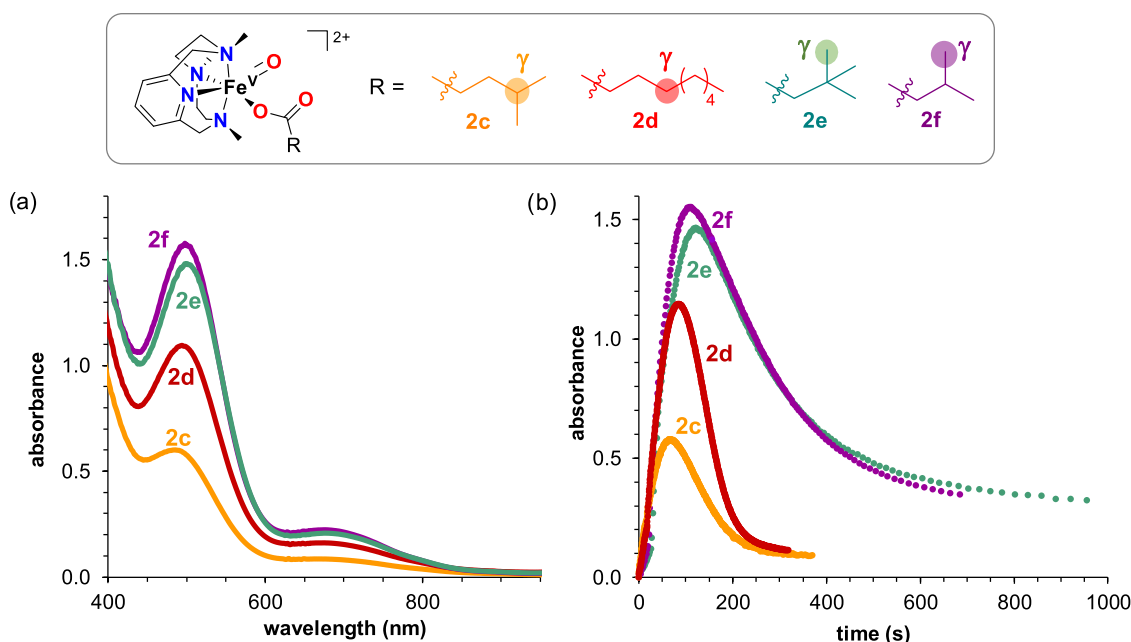 2+
N
N
N
N
Fe
V
O
O
O
R
R =
γ
2c
γ
4
2d
γ
2e
γ
2f
(a)
absorbance
1.5
1.0
0.5
0.0
2f
2e
2d
2c
400 600 800
wavelength (nm)
(b)
absorbance
1.5
1.0
0.5
0.0
2f
2e
2d
2c
0 200 400 600 800 1000
time (s)